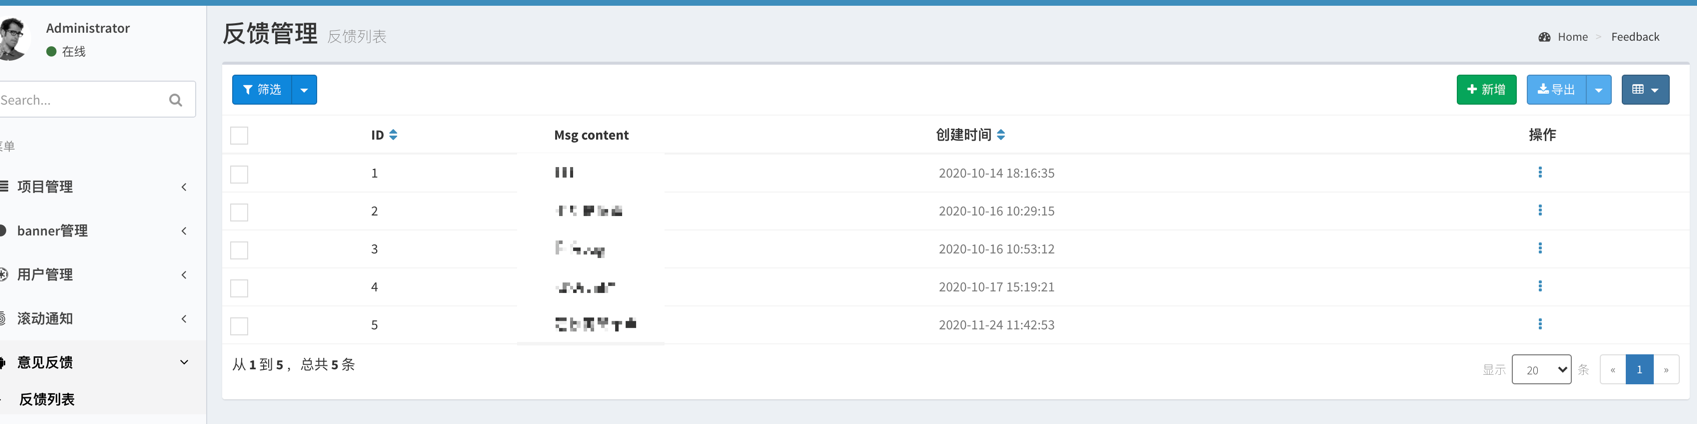 Administrator
在线
反馈管理 反馈列表
Home > Feedback
Search...
筛选
新增
导出
单
ID
Msg content
创建时间
操作
1
2020-10-14 18:16:35
2
2020-10-16 10:29:15
3
2020-10-16 10:53:12
4
2020-10-17 15:19:21
5
2020-11-24 11:42:53
项目管理
banner管理
用户管理
滚动通知
意见反馈
反馈列表
从 1 到 5 ，总共 5 条
显示 20 条
« 1 »